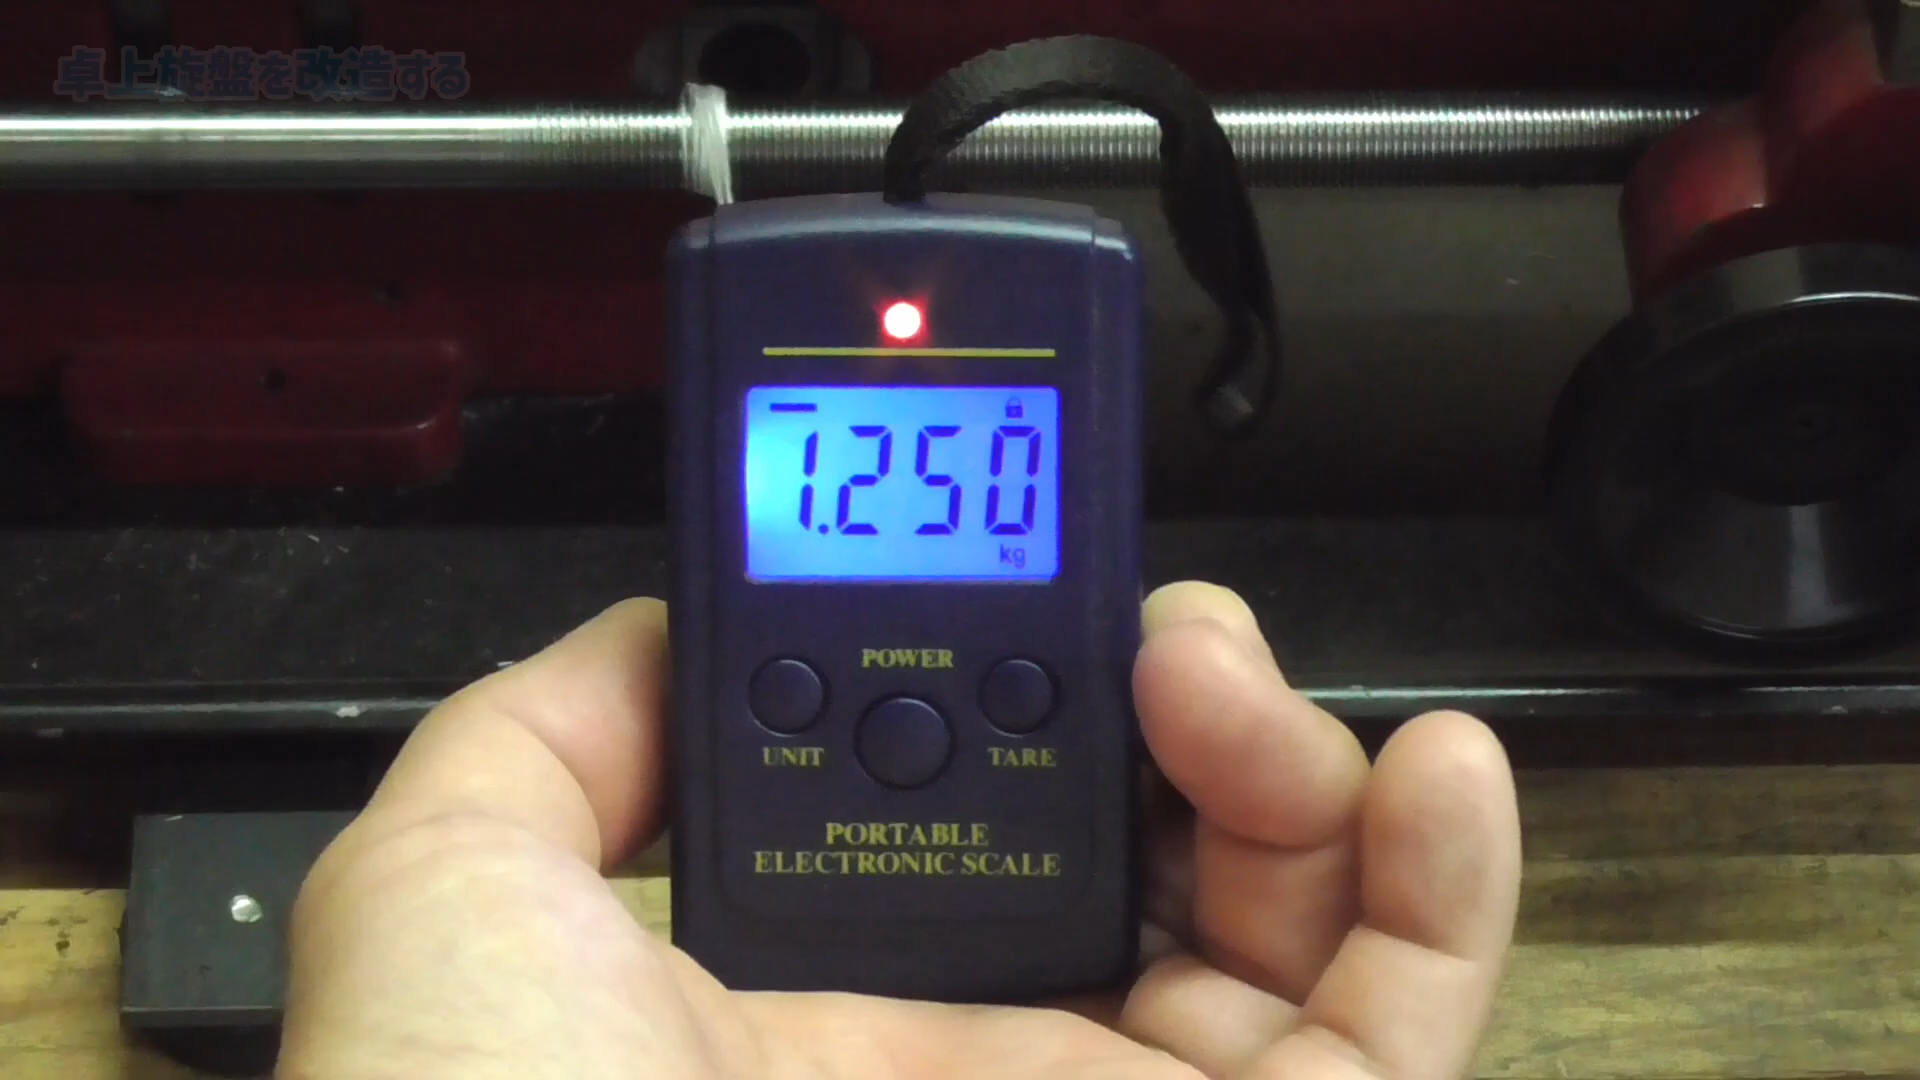 卓上旋盤を改造する
1.250
kg
POWER
UNIT
TARE
PORTABLE
ELECTRONIC SCALE